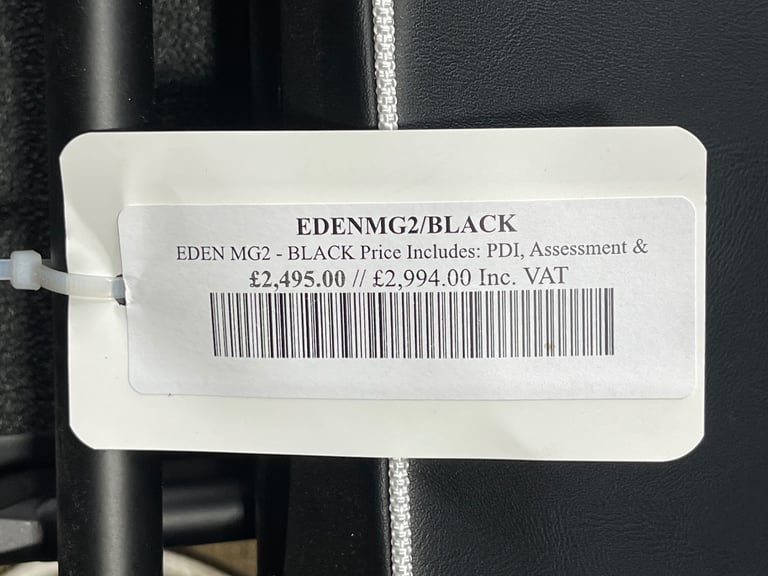 EDENMG2/BLACK
EDEN MG2 - BLACK Price Includes: PDI, Assessment &
£2,495.00 // £2,994.00 Inc. VAT